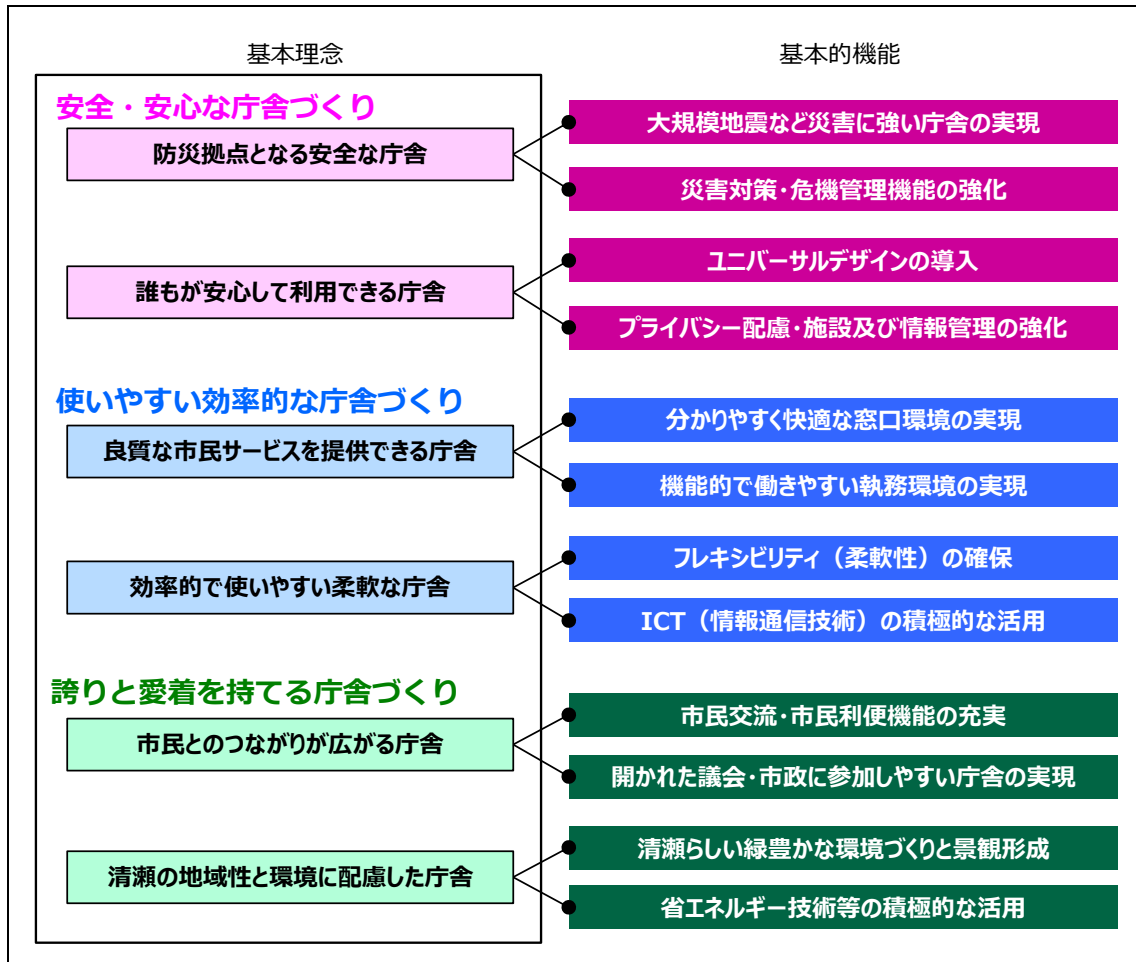 基本理念
基本的機能
安全・安心な庁舎づくり
防災拠点となる安全な庁舎
大規模地震など災害に強い庁舎の実現
災害対策・危機管理機能の強化
誰もが安心して利用できる庁舎
ユニバーサルデザインの導入
プライバシー配慮・施設及び情報管理の強化
使いやすい効率的な庁舎づくり
良質な市民サービスを提供できる庁舎
分かりやすく快適な窓口環境の実現
機能的で働きやすい執務環境の実現
効率的で使いやすい柔軟な庁舎
フレキシビリティ（柔軟性）の確保
ICT（情報通信技術）の積極的な活用
誇りと愛着を持てる庁舎づくり
市民とのつながりが広がる庁舎
市民交流・市民利便機能の充実
開かれた議会・市政に参加しやすい庁舎の実現
清瀬の地域性と環境に配慮した庁舎
清瀬らしい緑豊かな環境づくりと景観形成
省エネルギー技術等の積極的な活用